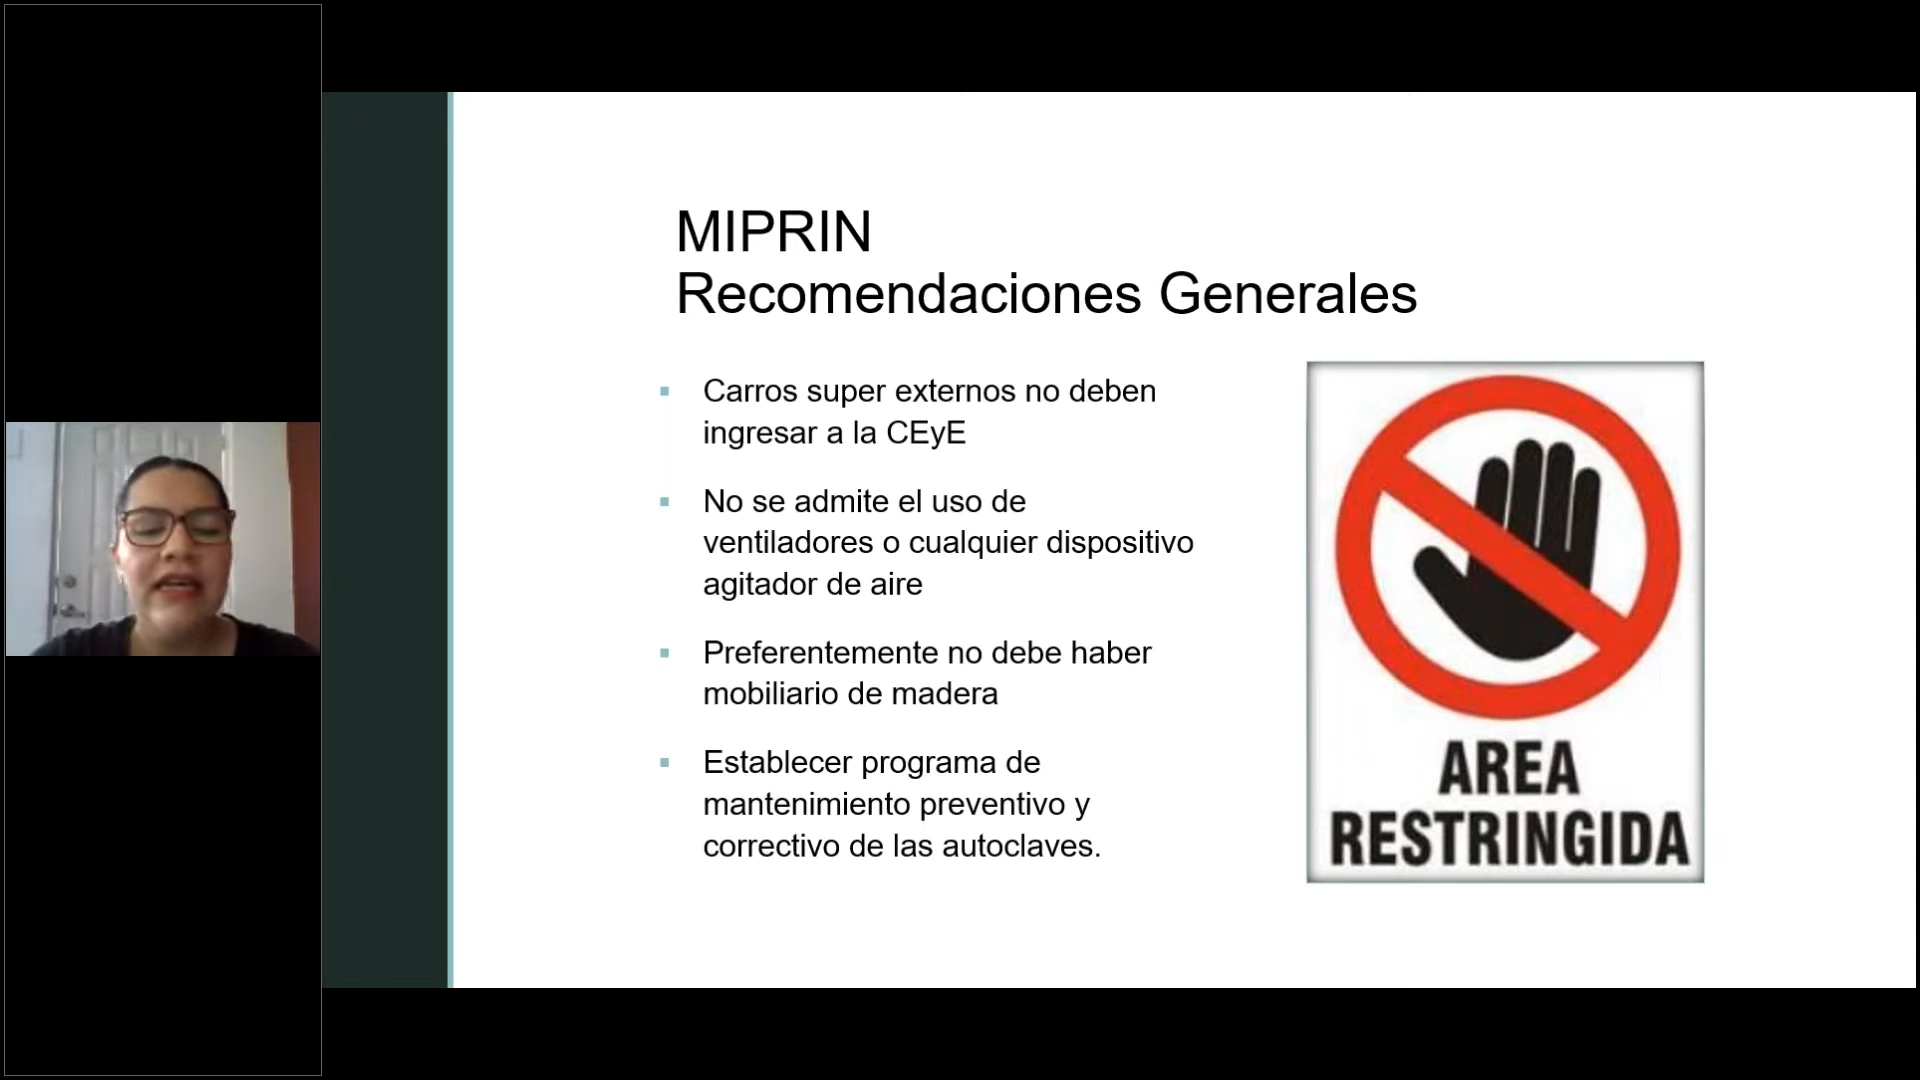 MIPRIN
Recomendaciones Generales
Carros super externos no deben
ingresar a la CEyE
No se admite el uso de
ventiladores o cualquier dispositivo
agitador de aire
Preferentemente no debe haber
mobiliario de madera
Establecer programa de
mantenimiento preventivo y
correctivo de las autoclaves.
AREA
RESTRINGIDA